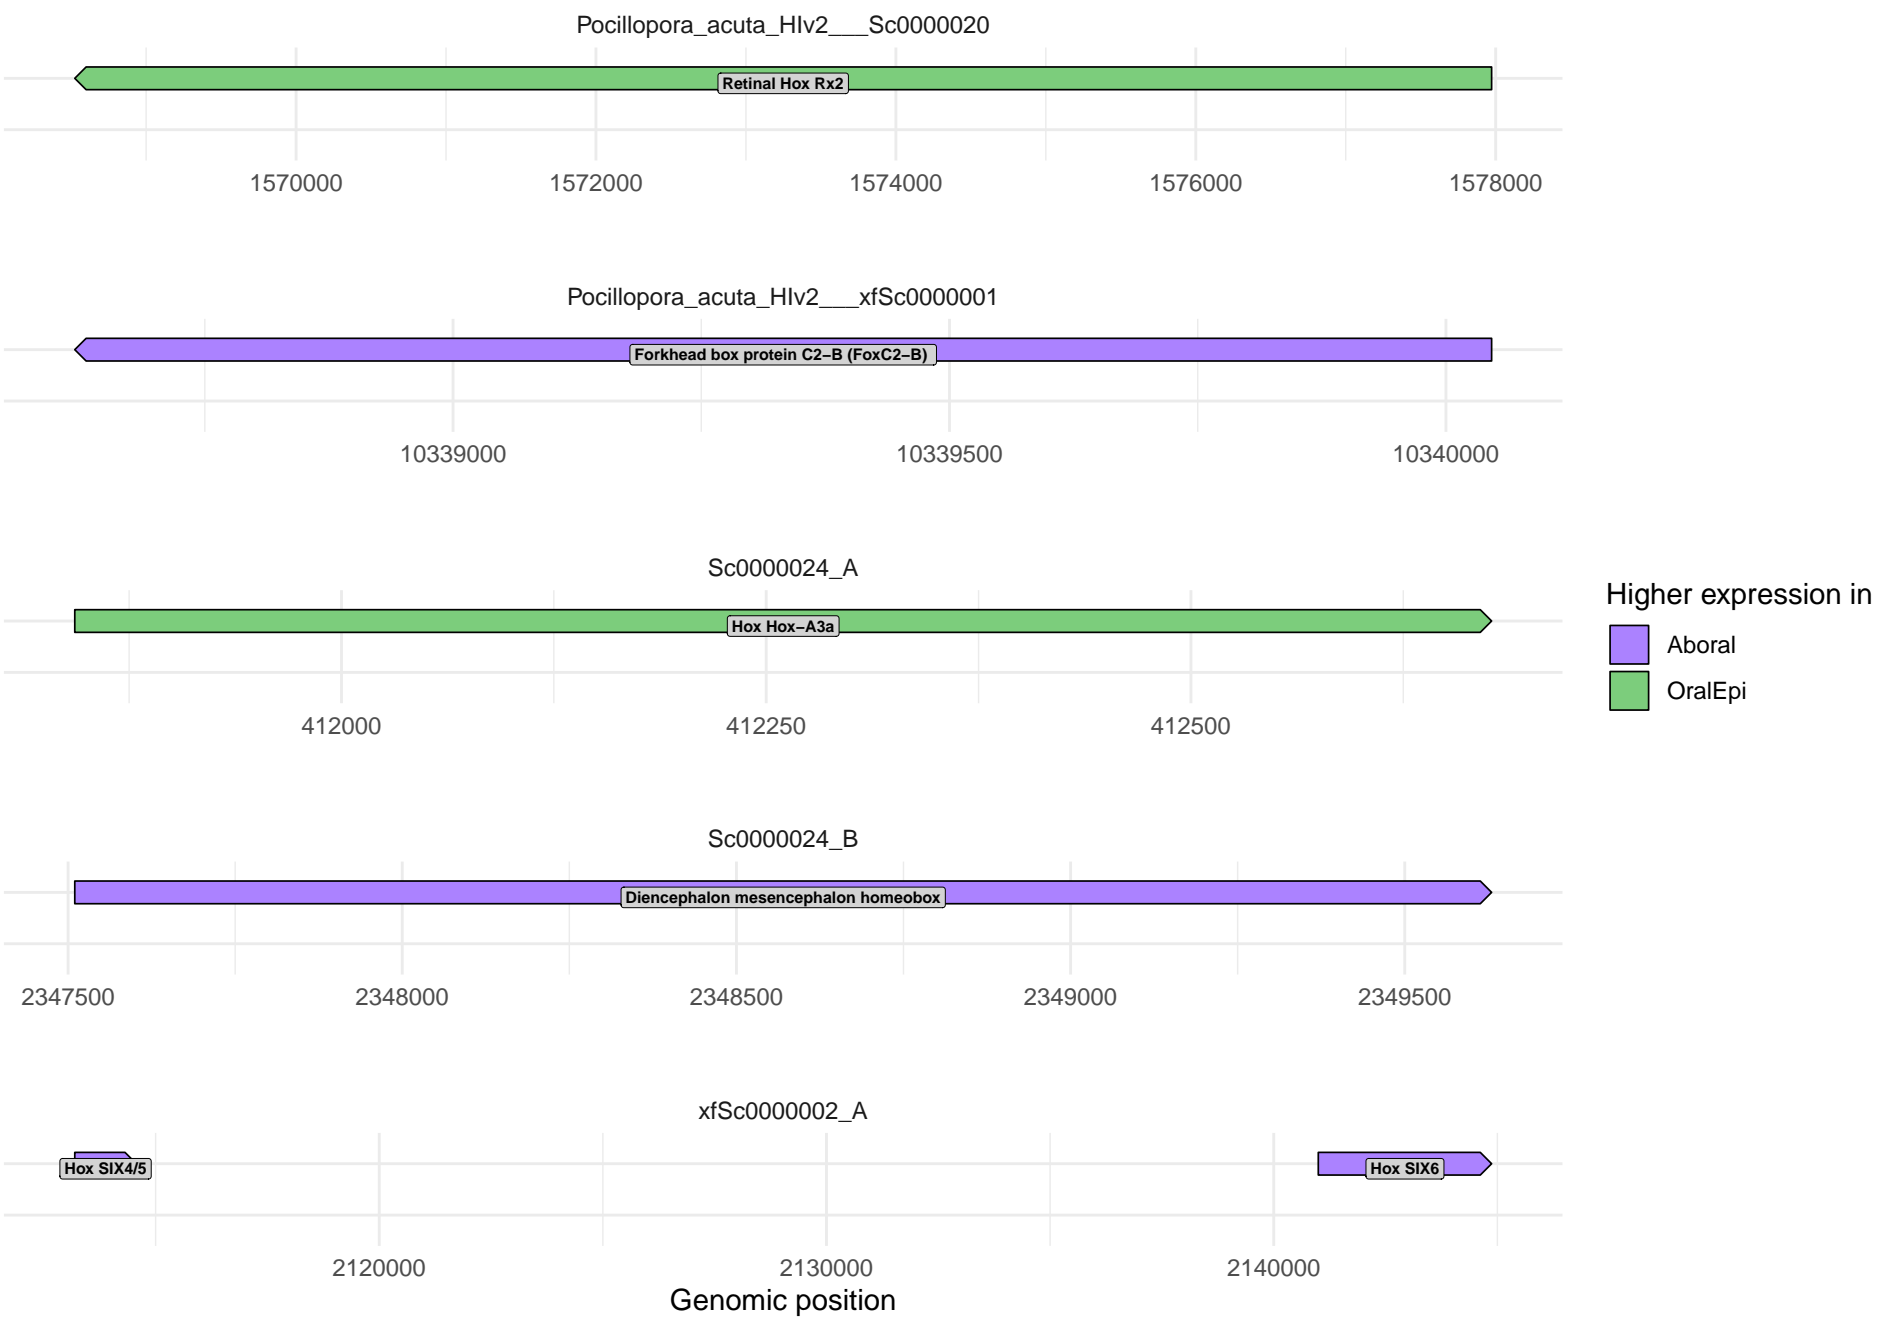 Pocillopora_acuta_HIv2___Sc0000020
Retinal Hox Rx2
1570000 1572000 1574000 1576000 1578000
Pocillopora_acuta_HIv2___xfSc0000001
Forkhead box protein C2−B (FoxC2−B)
10339000 10339500 10340000
Sc0000024_A
Hox Hox−A3a
412000 412250 412500
Higher expression in
Aboral
OralEpi
Sc0000024_B
Diencephalon mesencephalon homeobox
2347500 2348000 2348500 2349000 2349500
xfSc0000002_A
Hox SIX4/5 Hox SIX6
2120000 2130000 2140000
Genomic position